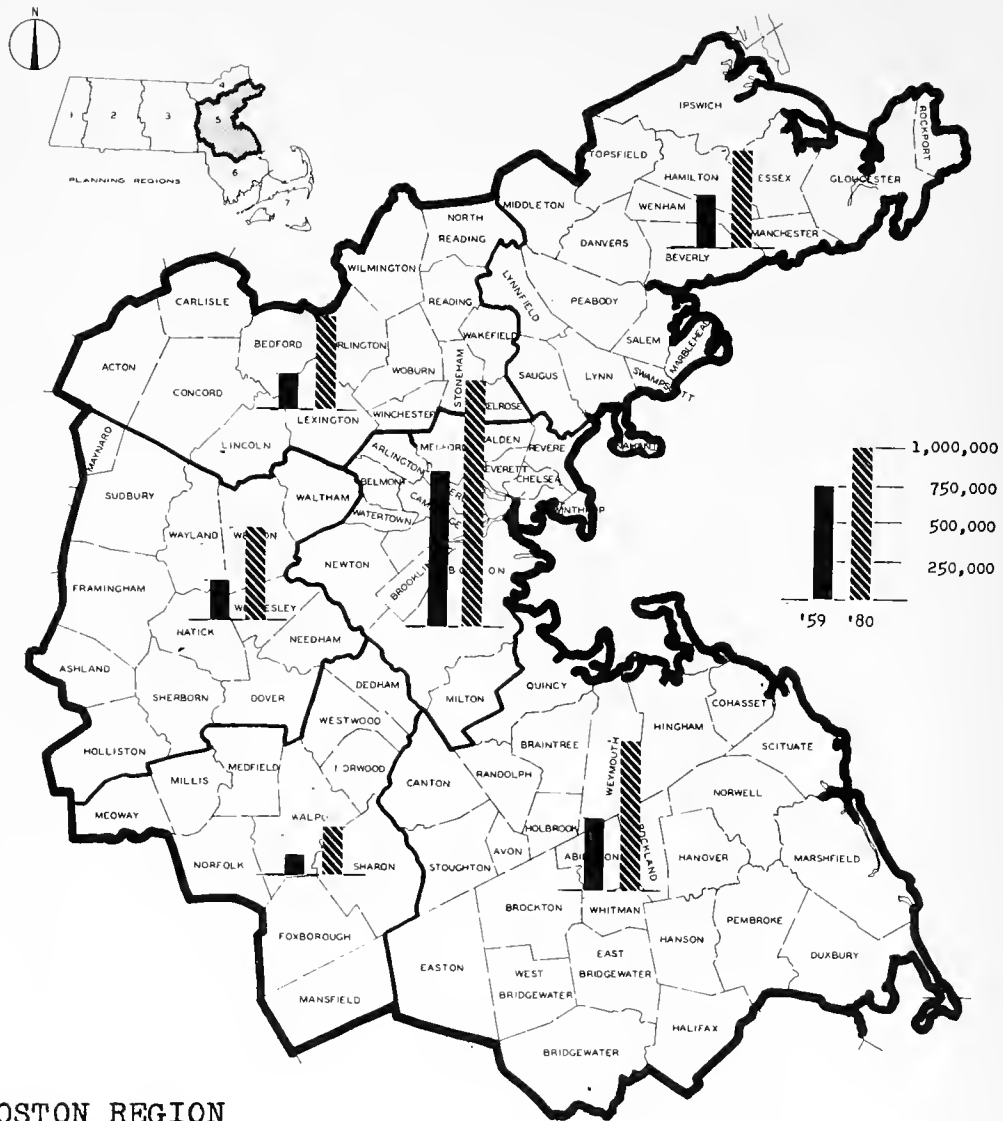 N
1
2
3
4
5
6
7
PLANNING REGIONS
IPSWICH
ROCKPORT
TOPSFIELD
HAMILTON
ESSEX
GLOUCESTER
MIDDLETON
WENHAM
MANCHESTER
NORTH
READING
DANVERS
BEVERLY
WILMINGTON
LYNNFIELD
PEABODY
CARLISLE
READING
SALEM
MARBLEHEAD
BEDFORD
WAKEFIELD
ACTON
WOBURN
STONEHAM
SAUGUS
LYNN
CONCORD
WINCHESTER
LEXINGTON
LINCOLN
NAHANT
MAYNARD
ARLINGTON
REVERE
EVERETT
CHELSEA
BELMONT
WATERTOWN
WINTHROP
SUDBURY
WALTHAM
WAYLAND
NEWTON
FRAMINGHAM
NATICK
NEEDHAM
ASHLAND
SHERBORN
DOVER
DEDHAM
MILTON
QUINCY
WESTWOOD
HOLLISTON
MEDFIELD
MILLIS
MEDWAY
CANTON
RANDOLPH
BRAINTREE
WEYMOUTH
HINGHAM
COHASSET
SCITUATE
NORWELL
HOLBROOK
NORFOLK
SHARON
STOUGHTON
AVON
HANOVER
MARSHFIELD
BROCKTON
WHITMAN
FOXBOROUGH
HANSON
PEMBROKE
EASTON
WEST
BRIDGEWATER
EAST
BRIDGEWATER
DUXBURY
MANSFIELD
HALIFAX
BRIDGEWATER
1,000,000
750,000
500,000
250,000
'59 '80
OSTON REGION